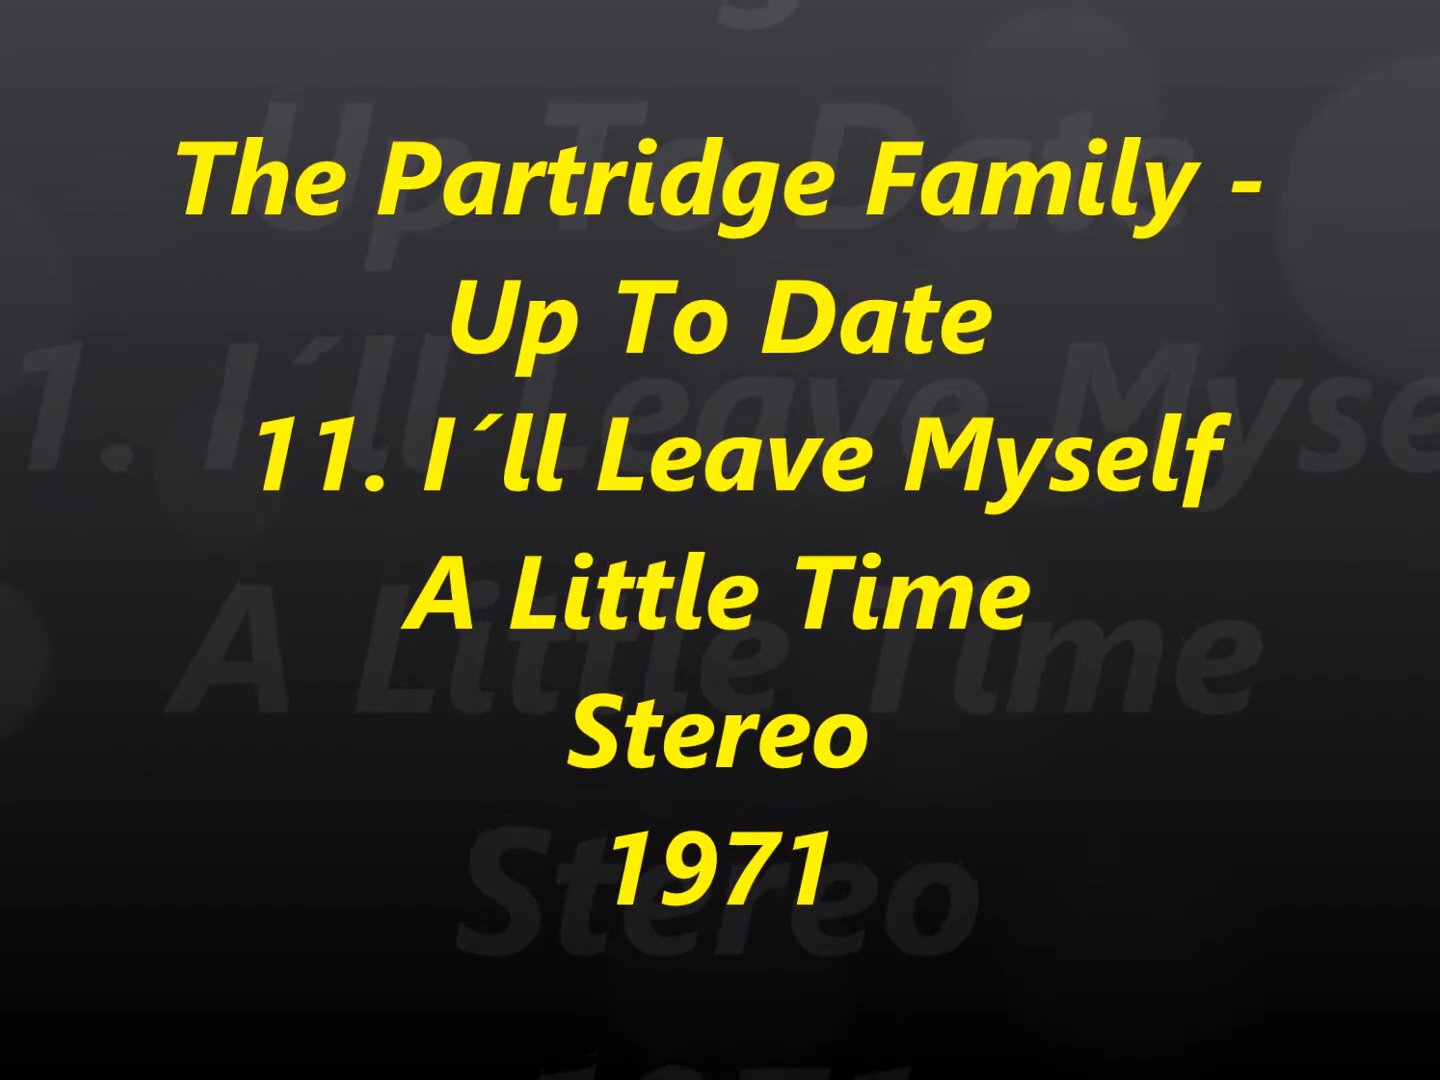 The Partridge Family -
Up To Date
11. I´ll Leave Myself
A Little Time
Stereo
1971